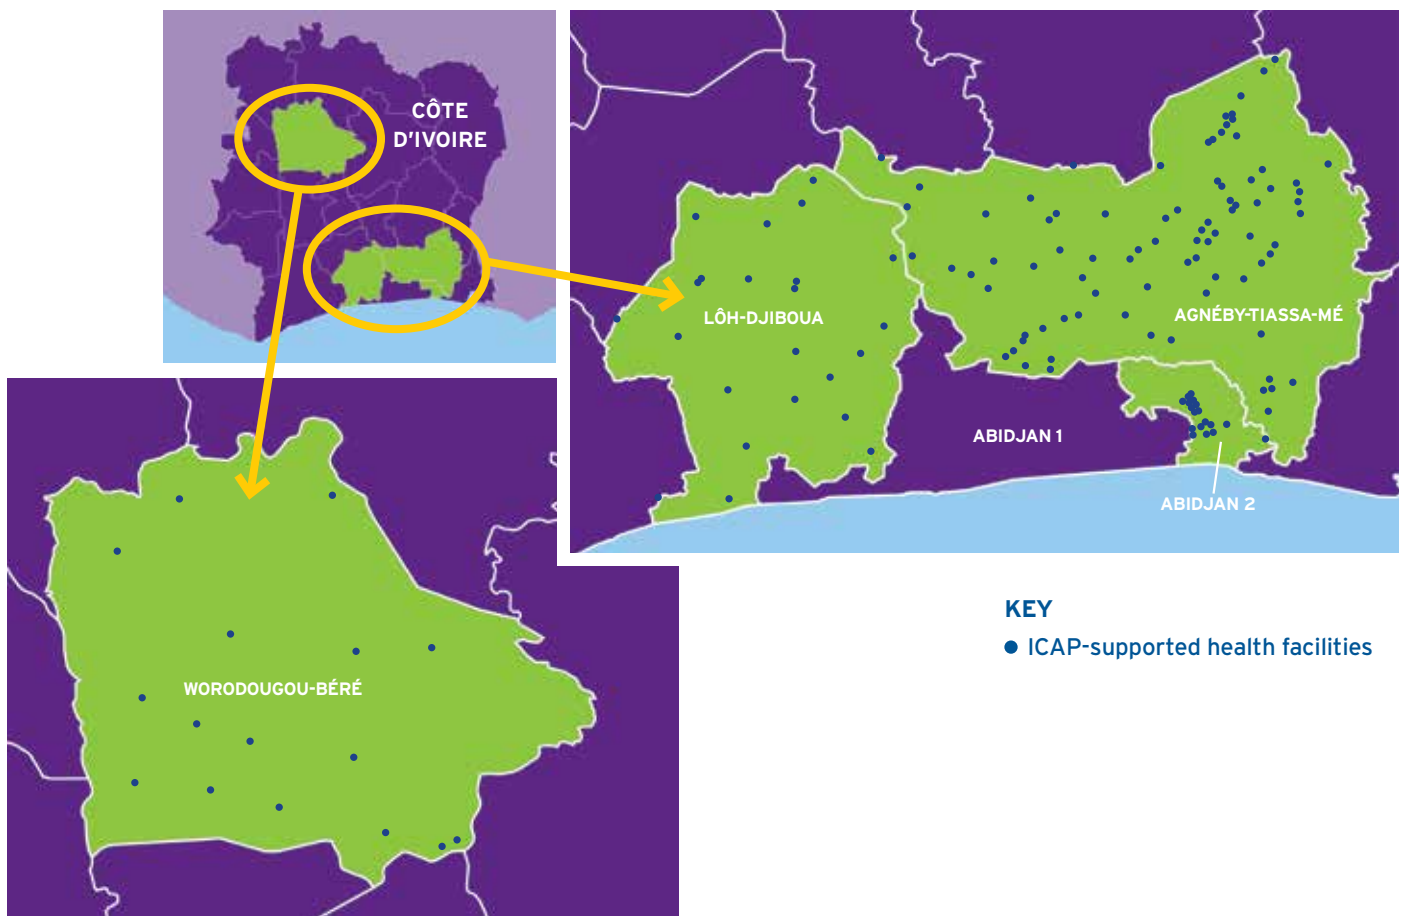 CÔTE
D'IVOIRE
LÔH-DJIBOUA
AGNÉBY-TIASSA-MÉ
ABIDJAN 1
ABIDJAN 2
WORODOUGOU-BÉRÉ
KEY
ICAP-supported health facilities